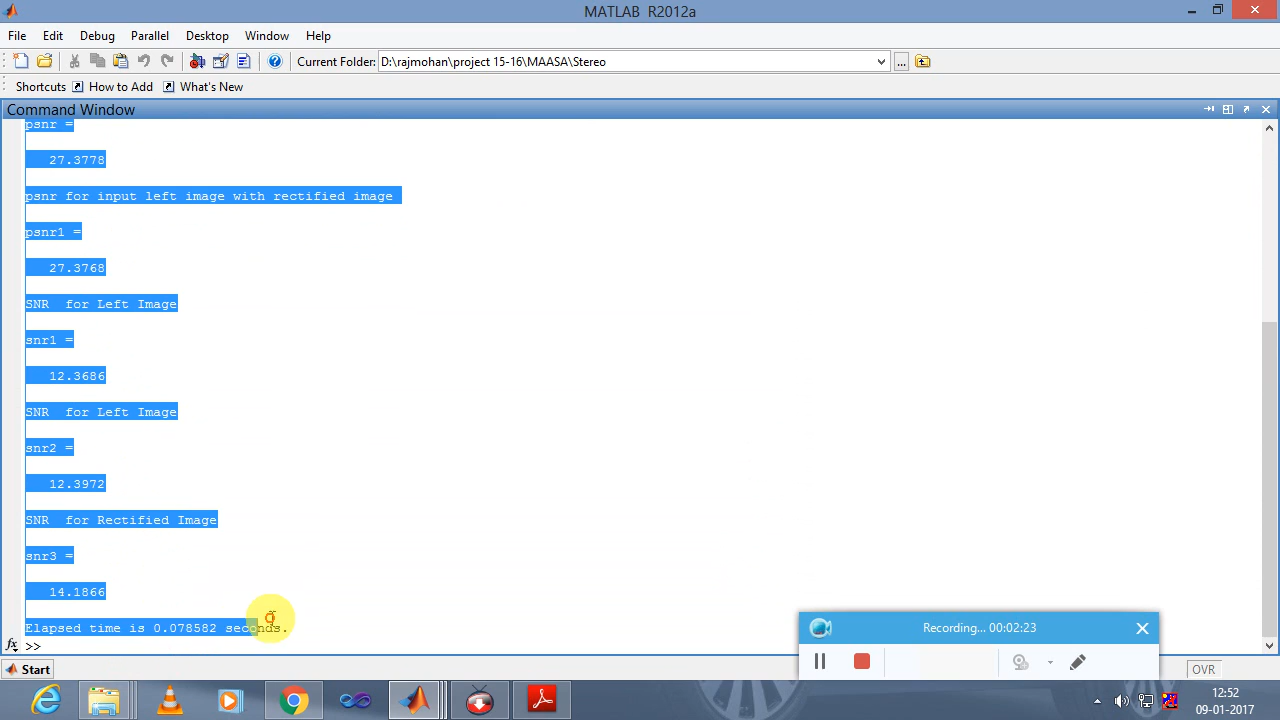 MATLAB R2012a
File Edit Debug Parallel Desktop Window Help
Current Folder: D:\rajmohan\project 15-16\MAASA\Stereo ...
Shortcuts How to Add What's New
Command Window
psnr =
27.3778
psnr for input left image with rectified image
psnr1 =
27.3768
SNR  for Left Image
snr1 =
12.3686
SNR  for Left Image
snr2 =
12.3972
SNR  for Rectified Image
snr3 =
14.1866
Elapsed time is 0.078582 seconds.
fx >>
Recording... 00:02:23
Start
OVR
12:52
09-01-2017